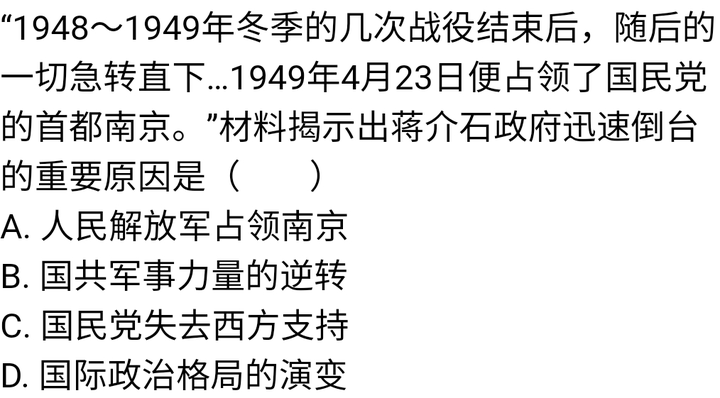 “1948～1949年冬季的几次战役结束后，随后的
一切急转直下…1949年4月23日便占领了国民党
的首都南京。”材料揭示出蒋介石政府迅速倒台
的重要原因是（　　）
A. 人民解放军占领南京
B. 国共军事力量的逆转
C. 国民党失去西方支持
D. 国际政治格局的演变